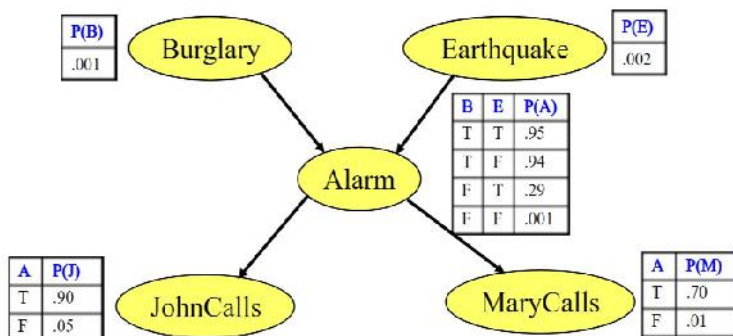 P(B)
.001
Burglary
Earthquake
P(E)
.002
B E P(A)
T T .95
T F .94
F T .29
F F .001
Alarm
A P(J)
T .90
F .05
JohnCalls
MaryCalls
A P(M)
T .70
F .01